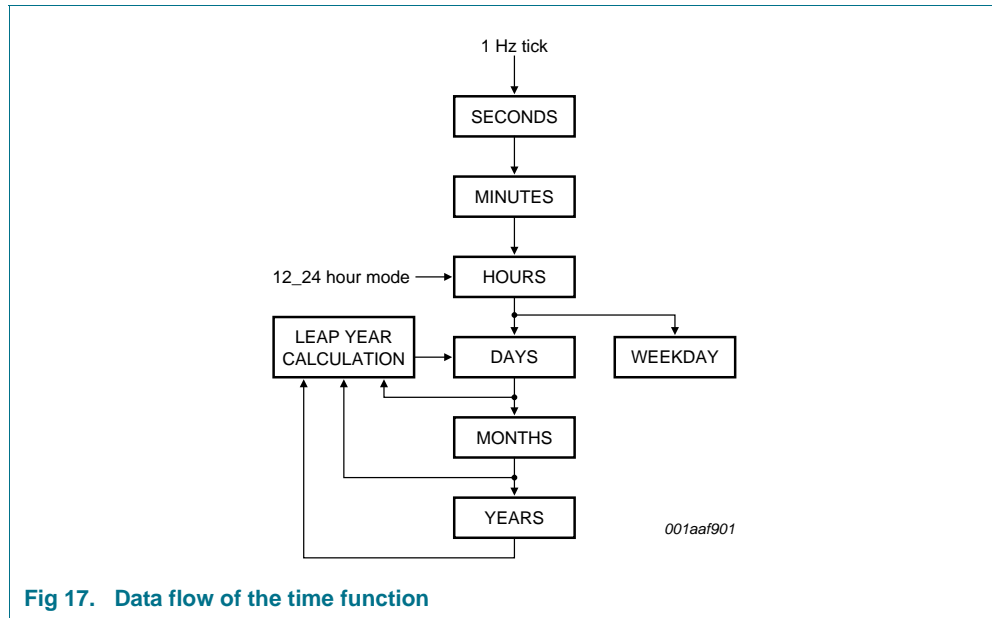 1 Hz tick
SECONDS
MINUTES
12_24 hour mode
HOURS
LEAP YEAR
CALCULATION
DAYS
WEEKDAY
MONTHS
YEARS
001aaf901
Fig 17. Data flow of the time function